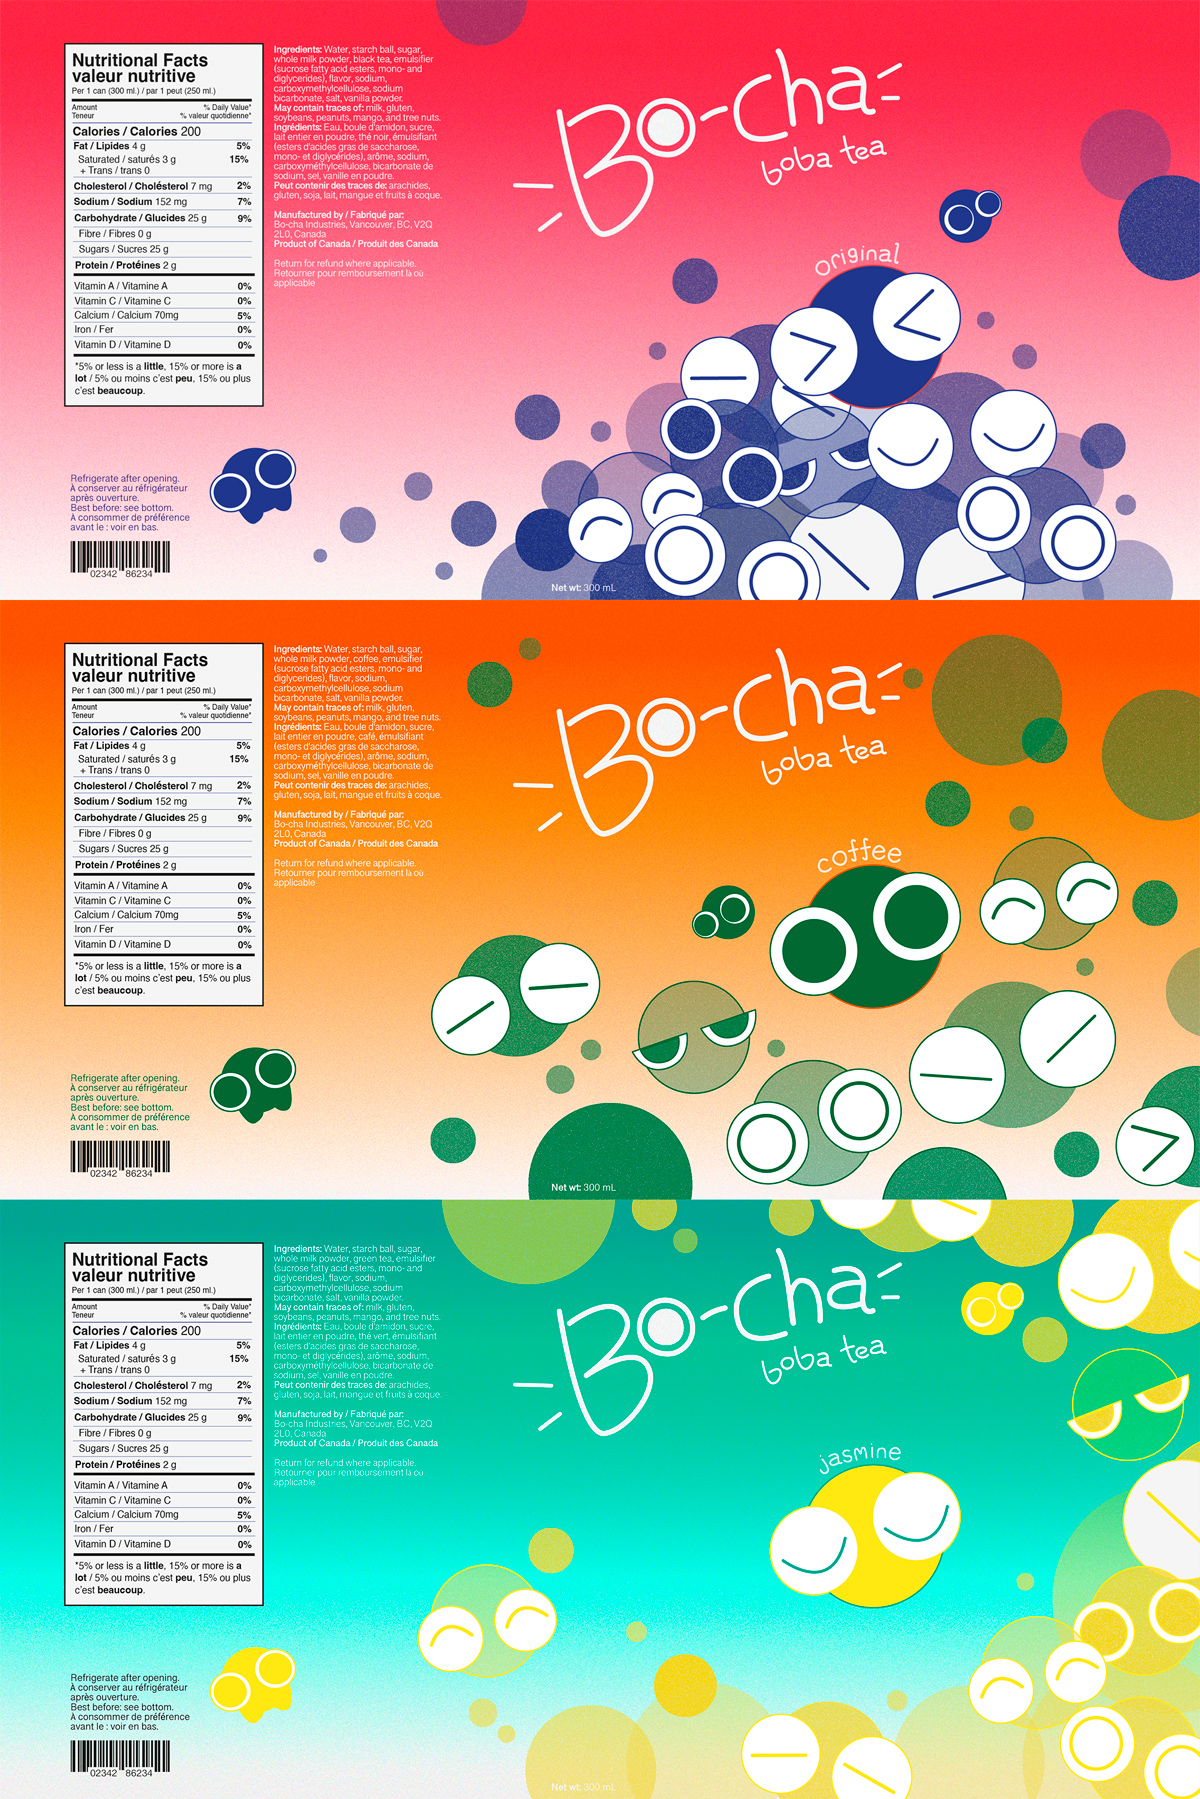 Nutritional Facts
valeur nutritive
Per 1 can (300 ml.) / par 1 peut (250 ml.)
Amount % Daily Value*
Teneur % valeur quotidienne*
Calories / Calories 200
Fat / Lipides 4 g 5%
Saturated / saturés 3 g 15%
+ Trans / trans 0
Cholesterol / Choléstérol 7 mg 2%
Sodium / Sodium 152 mg 7%
Carbohydrate / Glucides 25 g 9%
Fibre / Fibres 0 g
Sugars / Sucres 25 g
Protein / Protéines 2 g
Vitamin A / Vitamine A 0%
Vitamin C / Vitamine C 0%
Calcium / Calcium 70mg 5%
Iron / Fer 0%
Vitamin D / Vitamine D 0%
*5% or less is a little, 15% or more is a
lot / 5% ou moins c'est peu, 15% ou plus
c'est beaucoup.
Refrigerate after opening.
À conserver au réfrigérateur
après ouverture.
Best before: see bottom.
À consommer de préférence
avant le : voir en bas.
02342 86234
Ingredients: Water, starch ball, sugar,
whole milk powder, black tea, emulsifier
(sucrose fatty acid esters, mono- and
diglycerides), flavor, sodium,
carboxymethylcellulose, sodium
bicarbonate, salt, vanilla powder.
May contain traces of: milk, gluten,
soybeans, peanuts, mango, and tree nuts.
Ingrédients: Eau, boule d'amidon, sucre,
lait entier en poudre, thé noir, émulsifiant
(esters d'acides gras de saccharose,
mono- et diglycérides), arôme, sodium,
carboxyméthylcellulose, bicarbonate de
sodium, sel, vanille en poudre.
Peut contenir des traces de: arachides,
gluten, soja, lait, mangue et fruits à coque.
Manufactured by / Fabriqué par:
Bo-cha Industries, Vancouver, BC, V2Q
2L0, Canada
Product of Canada / Produit des Canada
Return for refund where applicable.
Retourner pour remboursement là où
applicable
Bo-cha
boba tea
original
Net wt: 300 mL
Nutritional Facts
valeur nutritive
Per 1 can (300 ml.) / par 1 peut (250 ml.)
Amount % Daily Value*
Teneur % valeur quotidienne*
Calories / Calories 200
Fat / Lipides 4 g 5%
Saturated / saturés 3 g 15%
+ Trans / trans 0
Cholesterol / Choléstérol 7 mg 2%
Sodium / Sodium 152 mg 7%
Carbohydrate / Glucides 25 g 9%
Fibre / Fibres 0 g
Sugars / Sucres 25 g
Protein / Protéines 2 g
Vitamin A / Vitamine A 0%
Vitamin C / Vitamine C 0%
Calcium / Calcium 70mg 5%
Iron / Fer 0%
Vitamin D / Vitamine D 0%
*5% or less is a little, 15% or more is a
lot / 5% ou moins c'est peu, 15% ou plus
c'est beaucoup.
Refrigerate after opening.
À conserver au réfrigérateur
après ouverture.
Best before: see bottom.
À consommer de préférence
avant le : voir en bas.
02342 86234
Ingredients: Water, starch ball, sugar,
whole milk powder, coffee, emulsifier
(sucrose fatty acid esters, mono- and
diglycerides), flavor, sodium,
carboxymethylcellulose, sodium
bicarbonate, salt, vanilla powder.
May contain traces of: milk, gluten,
soybeans, peanuts, mango, and tree nuts.
Ingrédients: Eau, boule d'amidon, sucre,
lait entier en poudre, café, émulsifiant
(esters d'acides gras de saccharose,
mono- et diglycérides), arôme, sodium,
carboxyméthylcellulose, bicarbonate de
sodium, sel, vanille en poudre.
Peut contenir des traces de: arachides,
gluten, soja, lait, mangue et fruits à coque.
Manufactured by / Fabriqué par:
Bo-cha Industries, Vancouver, BC, V2Q
2L0, Canada
Product of Canada / Produit des Canada
Return for refund where applicable.
Retourner pour remboursement là où
applicable
Bo-cha
boba tea
coffee
Net wt: 300 mL
Nutritional Facts
valeur nutritive
Per 1 can (300 ml.) / par 1 peut (250 ml.)
Amount % Daily Value*
Teneur % valeur quotidienne*
Calories / Calories 200
Fat / Lipides 4 g 5%
Saturated / saturés 3 g 15%
+ Trans / trans 0
Cholesterol / Choléstérol 7 mg 2%
Sodium / Sodium 152 mg 7%
Carbohydrate / Glucides 25 g 9%
Fibre / Fibres 0 g
Sugars / Sucres 25 g
Protein / Protéines 2 g
Vitamin A / Vitamine A 0%
Vitamin C / Vitamine C 0%
Calcium / Calcium 70mg 5%
Iron / Fer 0%
Vitamin D / Vitamine D 0%
*5% or less is a little, 15% or more is a
lot / 5% ou moins c'est peu, 15% ou plus
c'est beaucoup.
Refrigerate after opening.
À conserver au réfrigérateur
après ouverture.
Best before: see bottom.
À consommer de préférence
avant le : voir en bas.
02342 86234
Ingredients: Water, starch ball, sugar,
whole milk powder, green tea, emulsifier
(sucrose fatty acid esters, mono- and
diglycerides), flavor, sodium,
carboxymethylcellulose, sodium
bicarbonate, salt, vanilla powder.
May contain traces of: milk, gluten,
soybeans, peanuts, mango, and tree nuts.
Ingrédients: Eau, boule d'amidon, sucre,
lait entier en poudre, thé vert, émulsifiant
(esters d'acides gras de saccharose,
mono- et diglycérides), arôme, sodium,
carboxyméthylcellulose, bicarbonate de
sodium, sel, vanille en poudre.
Peut contenir des traces de: arachides,
gluten, soja, lait, mangue et fruits à coque.
Manufactured by / Fabriqué par:
Bo-cha Industries, Vancouver, BC, V2Q
2L0, Canada
Product of Canada / Produit des Canada
Return for refund where applicable.
Retourner pour remboursement là où
applicable
Bo-cha
boba tea
jasmine
Net wt: 300 mL